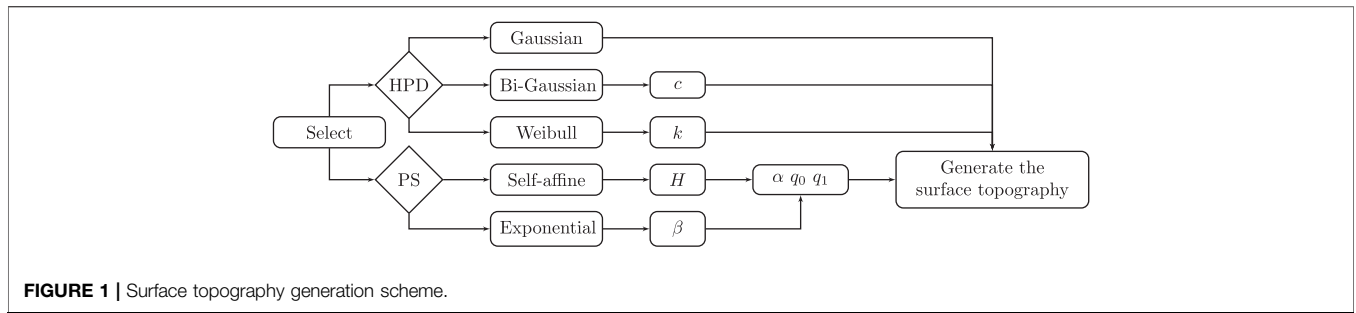 Gaussian
HPD
Bi-Gaussian
c
Select
Weibull
k
PS
Self-affine
H
α q₀ q₁
Generate the
surface topography
Exponential
β
FIGURE 1 | Surface topography generation scheme.